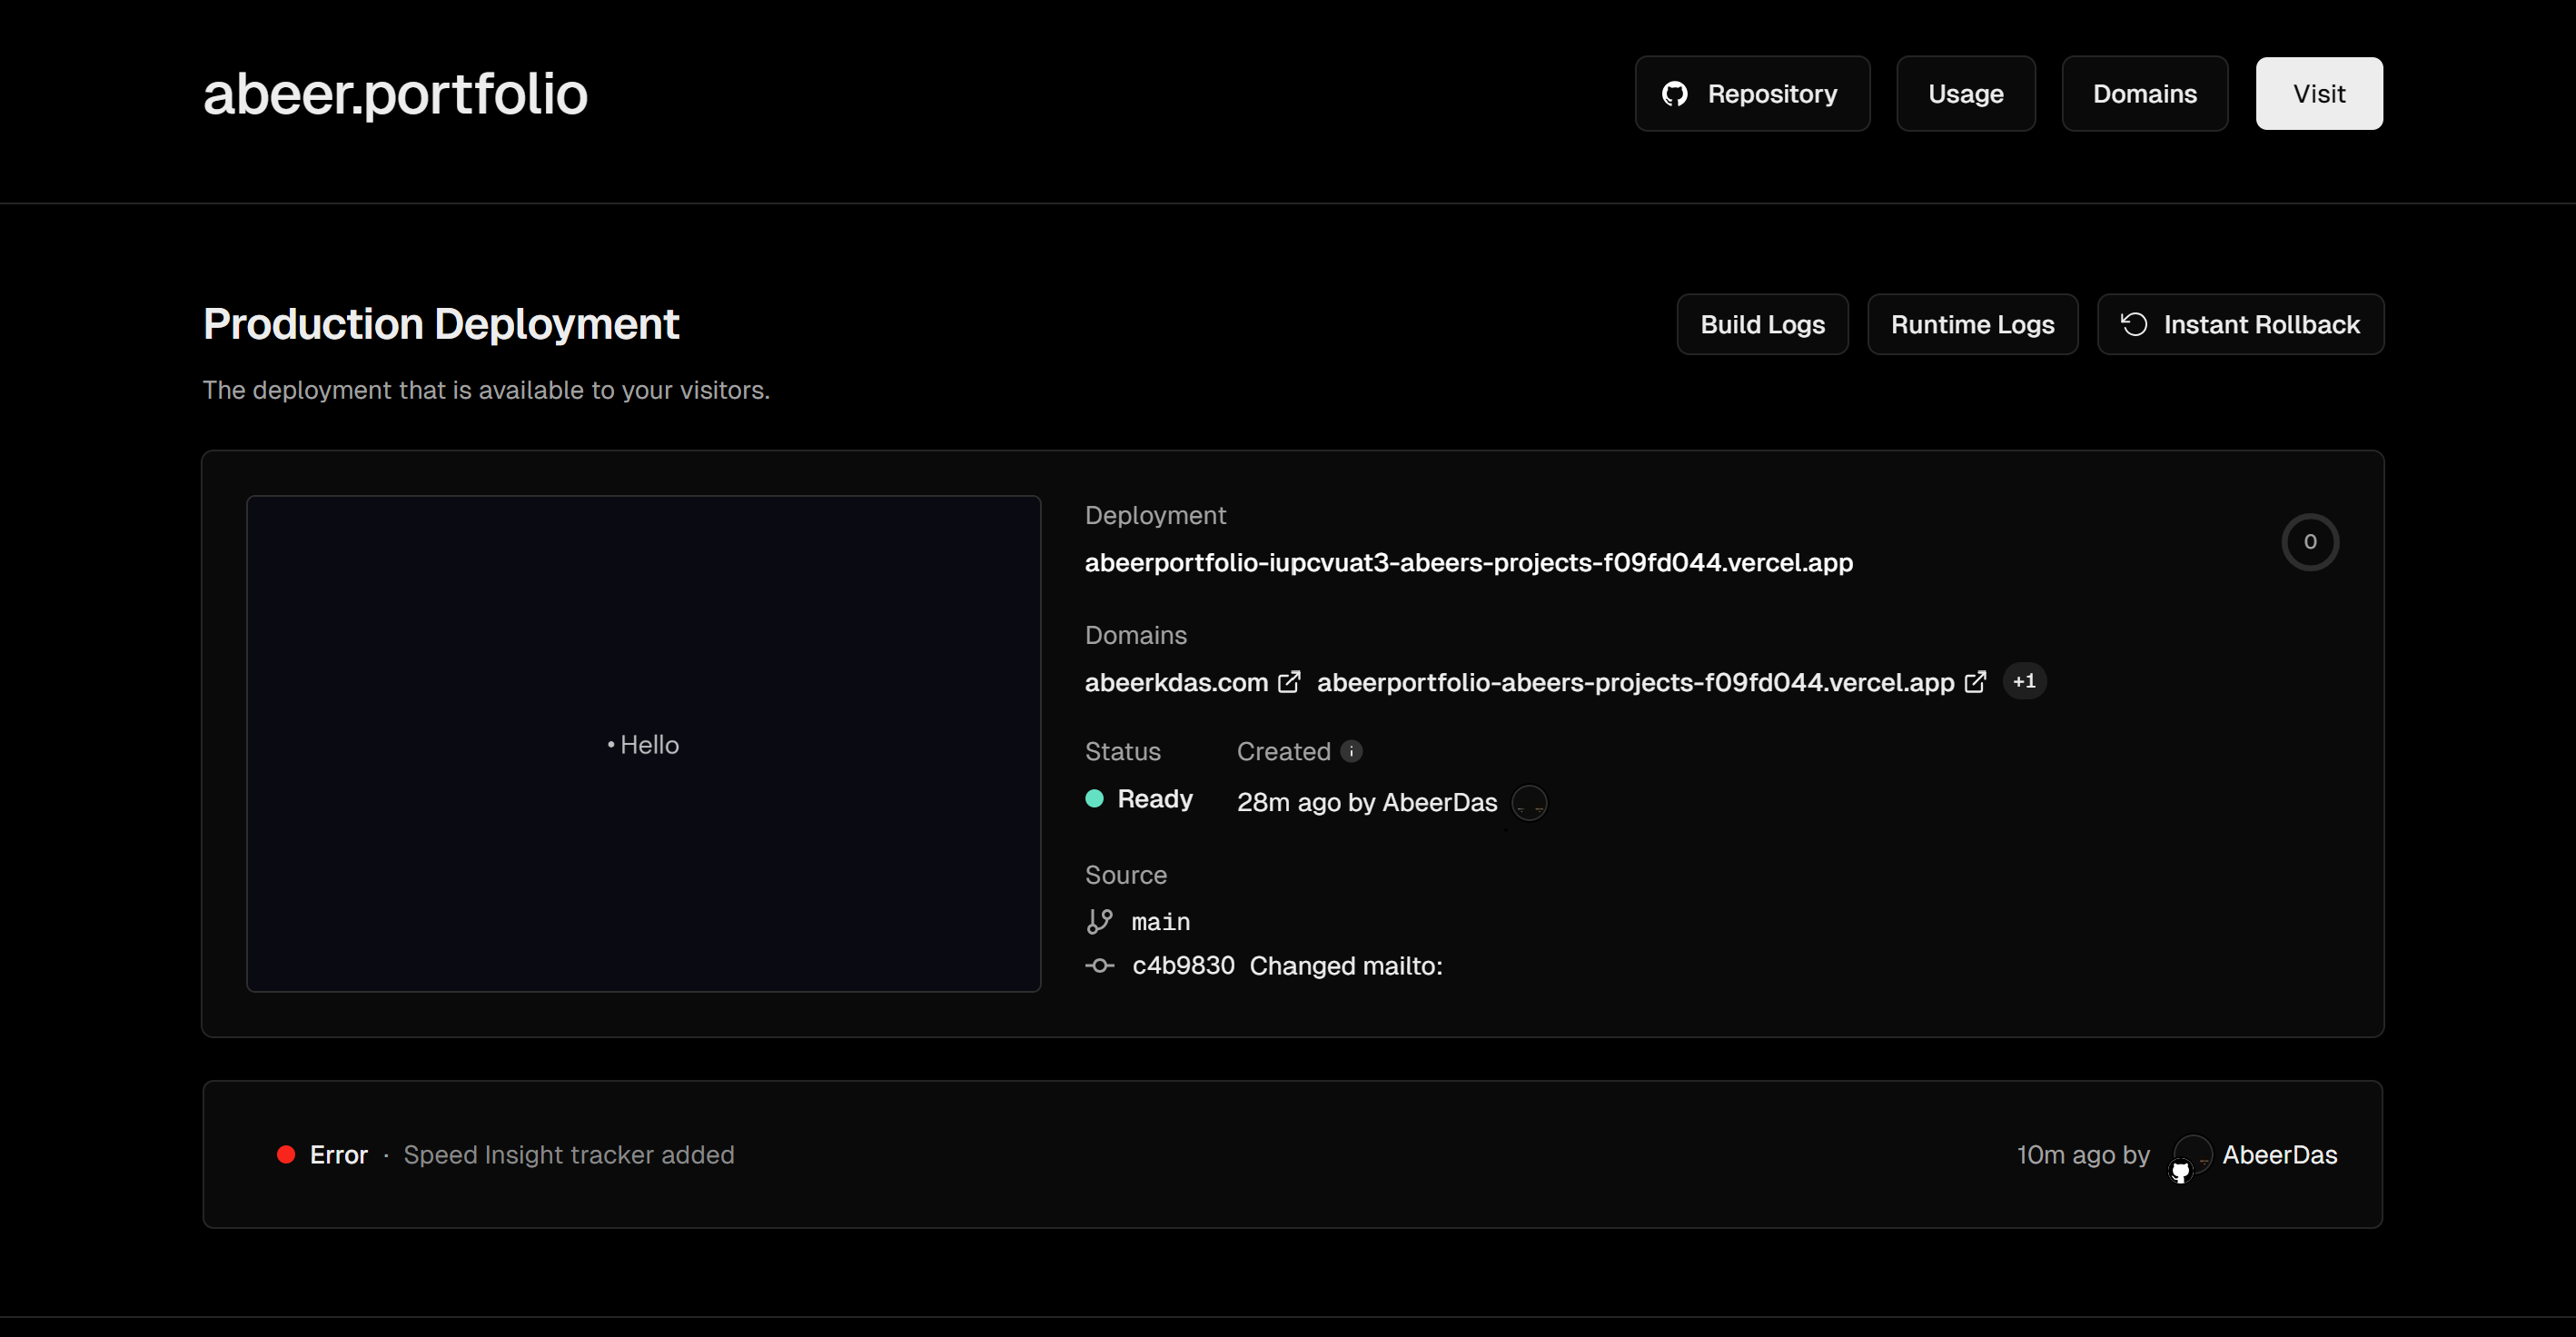 abeer.portfolio
Repository
Usage
Domains
Visit
Production Deployment
Build Logs
Runtime Logs
Instant Rollback
The deployment that is available to your visitors.
• Hello
Deployment
abeerportfolio-iupcvuat3-abeers-projects-f09fd044.vercel.app
0
Domains
abeerkdas.com abeerportfolio-abeers-projects-f09fd044.vercel.app +1
Status
Created
Ready
28m ago by AbeerDas
Source
main
c4b9830 Changed mailto:
Error · Speed Insight tracker added
10m ago by AbeerDas